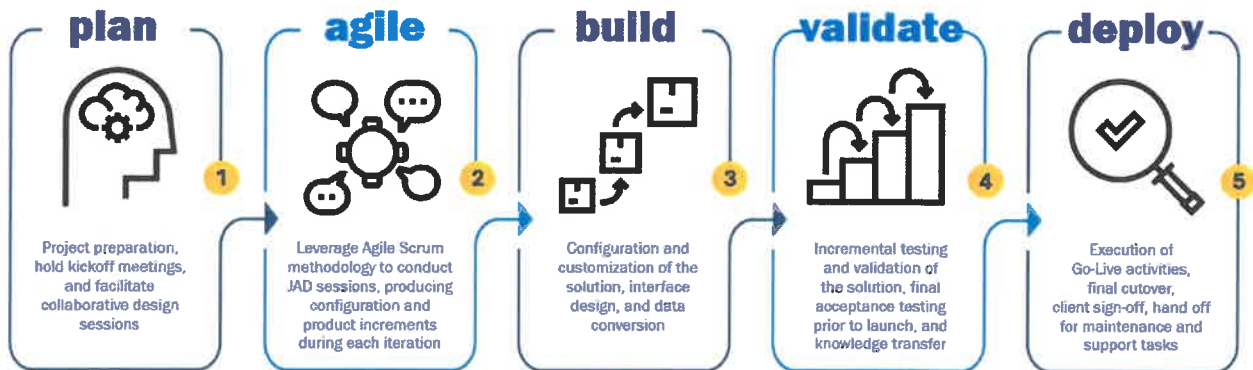 plan
1
Project preparation,
hold kickoff meetings,
and facilitate
collaborative design
sessions
agile
2
Leverage Agile Scrum
methodology to conduct
JAD sessions, producing
configuration and
product increments
during each iteration
build
3
Configuration and
customization of the
solution, interface
design, and data
conversion
validate
4
Incremental testing
and validation of
the solution, final
acceptance testing
prior to launch, and
knowledge transfer
deploy
5
Execution of
Go-Live activities,
final cutover,
client sign-off, hand off
for maintenance and
support tasks